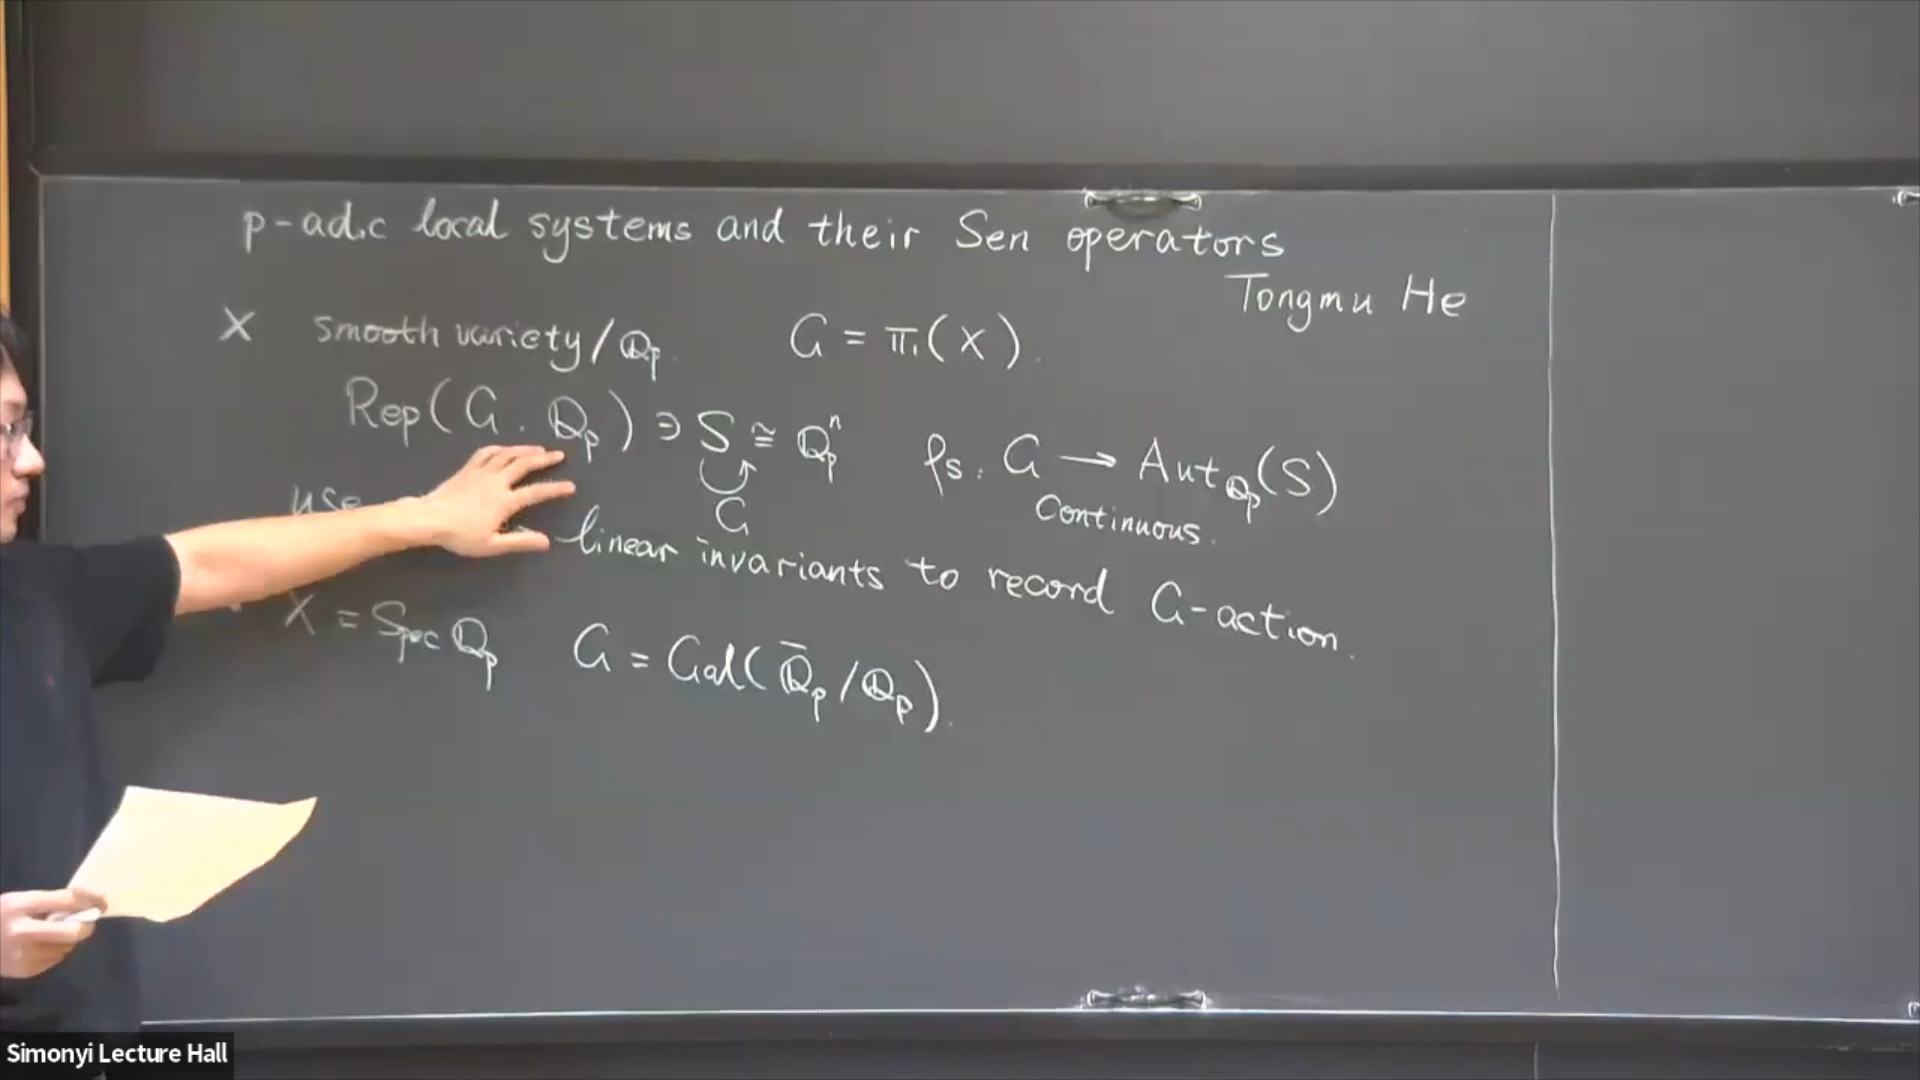 p-adic local systems and their Sen operators
Tongmu He
X smooth variety/ℚp. G = π₁(X).
Rep(G, ℚp) ∋ S ≅ ℚpⁿ ρs: G → Autℚp(S)
G continuous.
use linear invariants to record G-action.
X = Spec ℚp G = Gal(ℚ̄p/ℚp).
Simonyi Lecture Hall